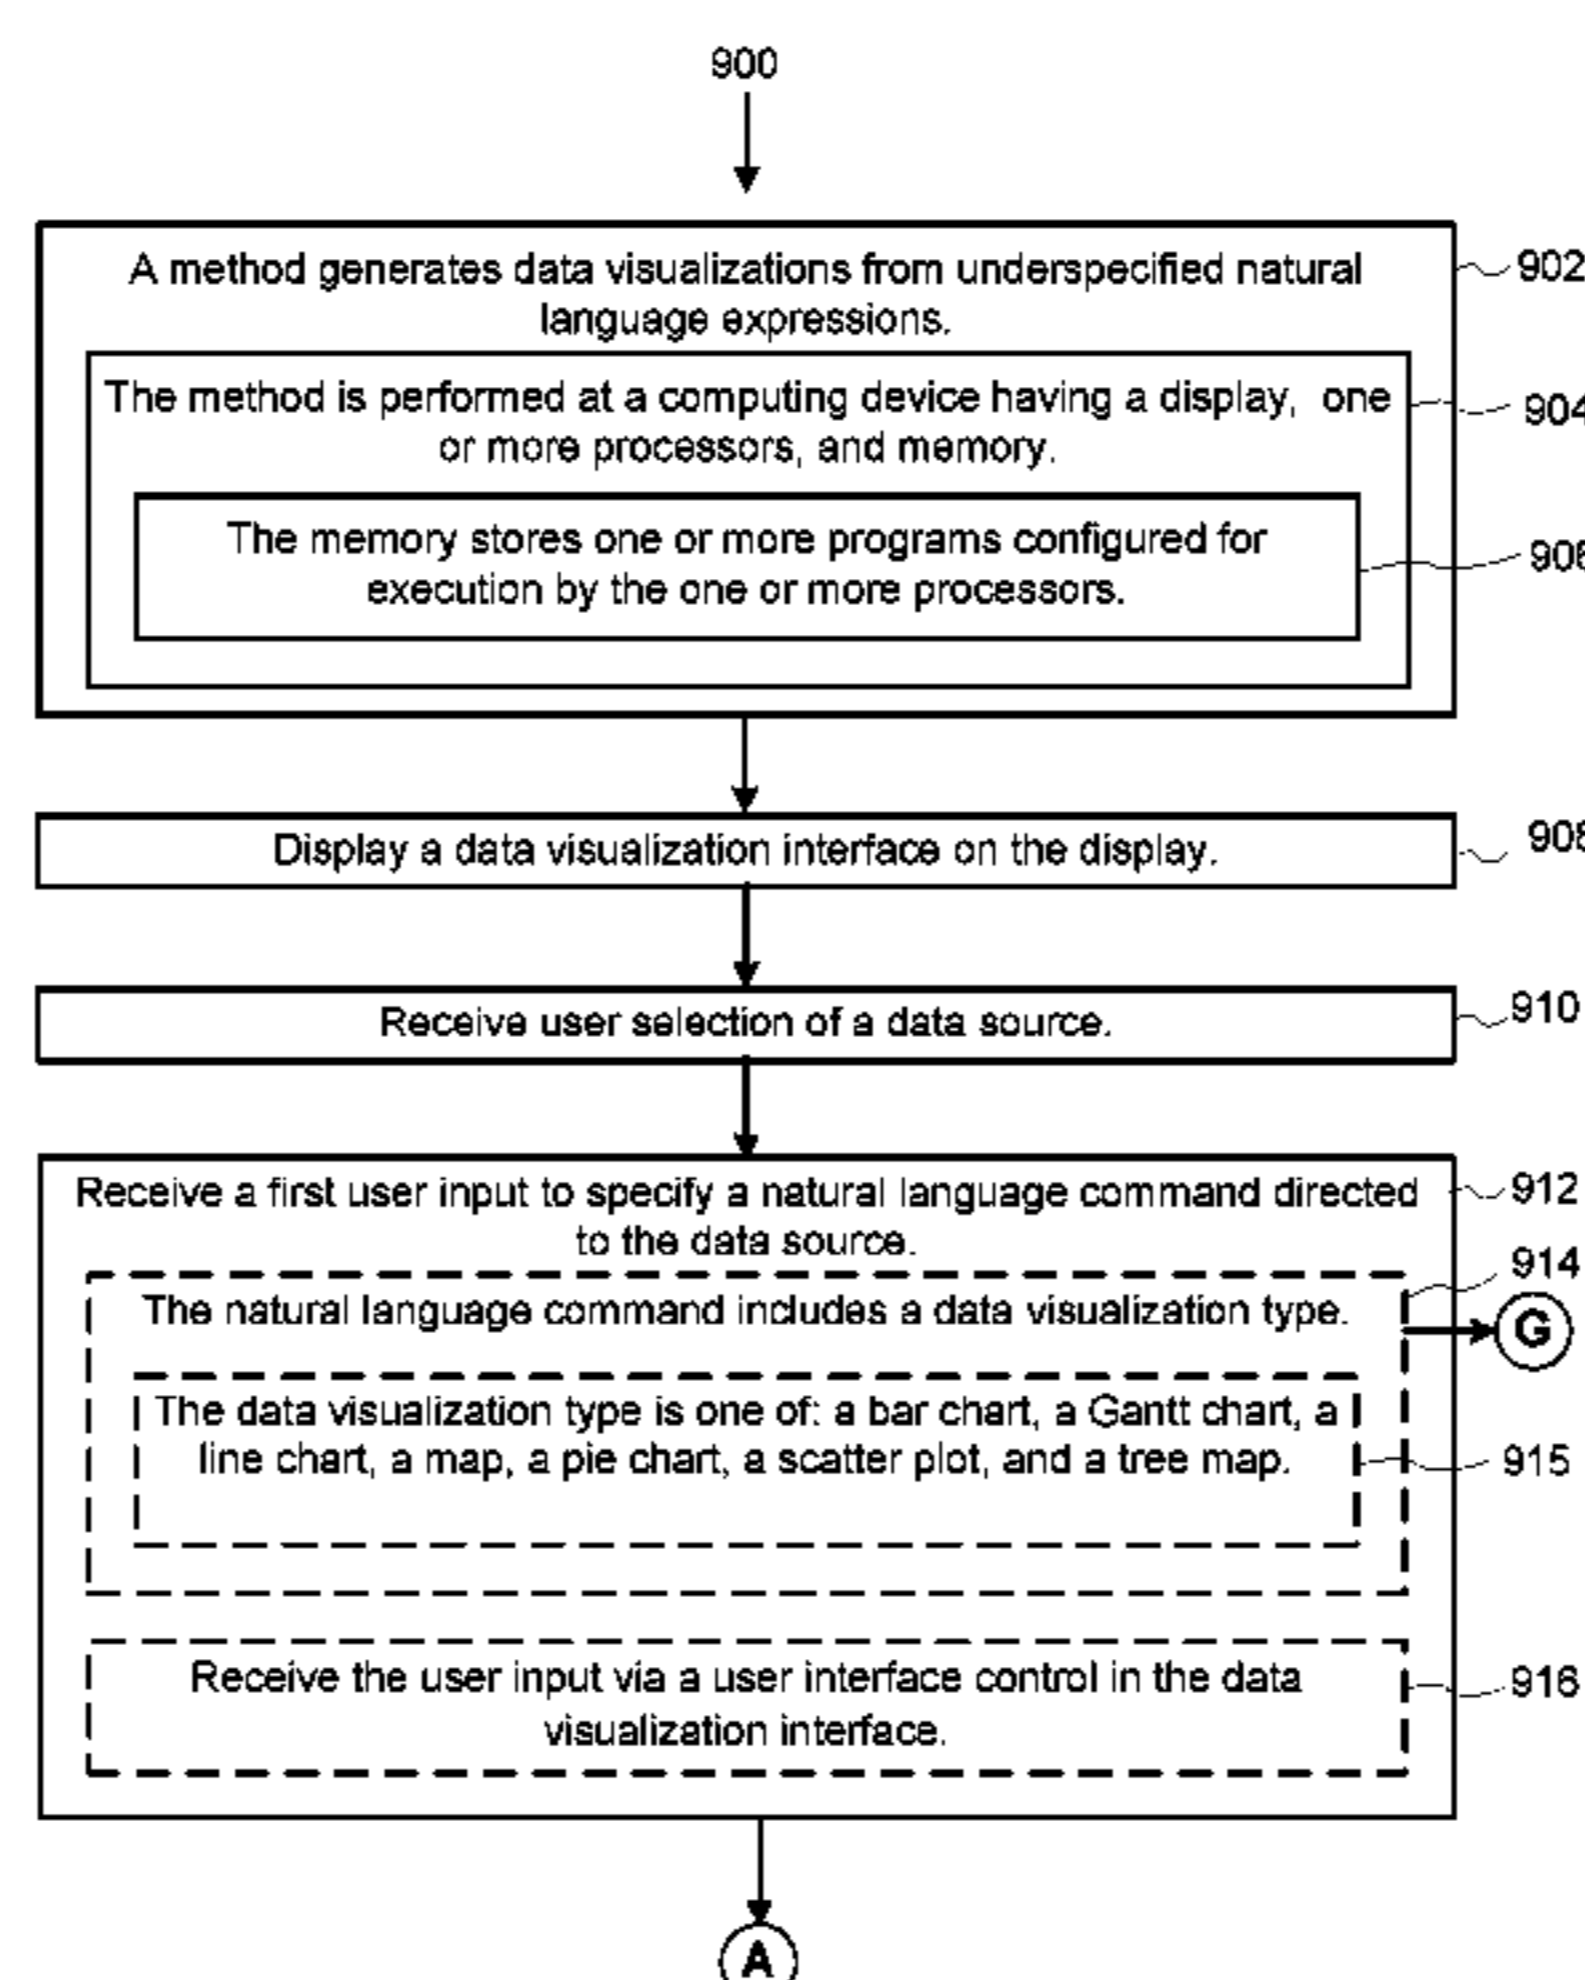 900
A method generates data visualizations from underspecified natural
language expressions.
902
The method is performed at a computing device having a display, one
or more processors, and memory.
904
The memory stores one or more programs configured for
execution by the one or more processors.
906
Display a data visualization interface on the display.
908
Receive user selection of a data source.
910
Receive a first user input to specify a natural language command directed
to the data source.
912
914
The natural language command includes a data visualization type.
G
The data visualization type is one of: a bar chart, a Gantt chart, a
line chart, a map, a pie chart, a scatter plot, and a tree map.
915
Receive the user input via a user interface control in the data
visualization interface.
916
A